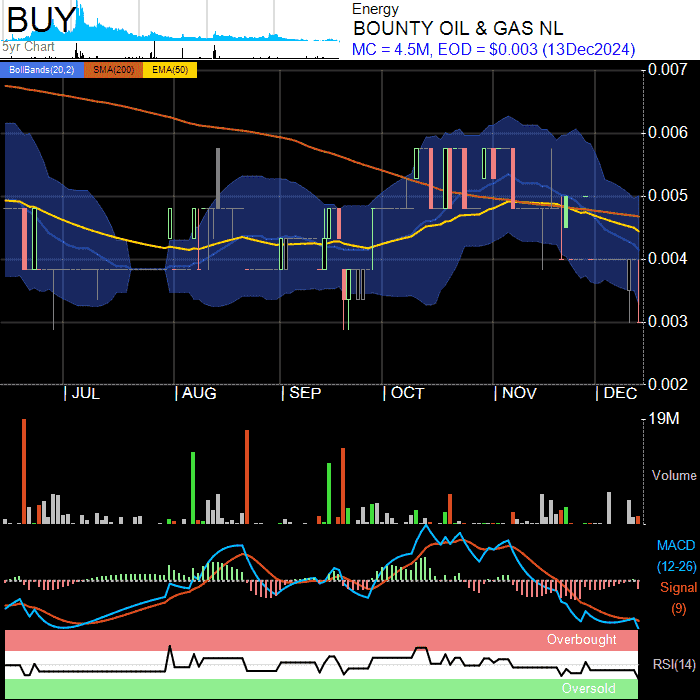 BUY
5yr Chart
Energy
BOUNTY OIL & GAS NL
MC = 4.5M, EOD = $0.003 (13Dec2024)
BollBands(20,2) SMA(200) EMA(50)
0.007
0.006
0.005
0.004
0.003
0.002
JUL AUG SEP OCT NOV DEC
19M
Volume
MACD
(12-26)
Signal
(9)
Overbought
RSI(14)
Oversold